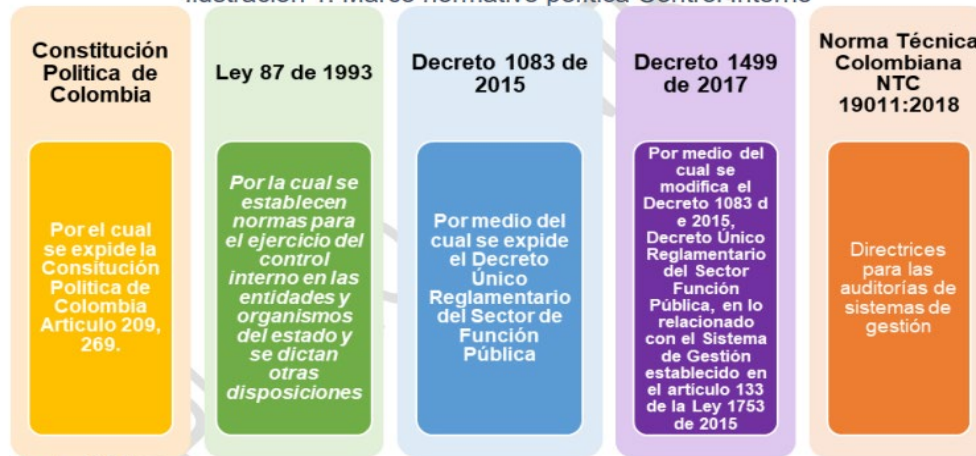 Ilustración 1. Marco normativo política Control Interno
Constitución
Politica de
Colombia
Por el cual
se expide la
Consitución
Politica de
Colombia
Articulo 209,
269.
Ley 87 de 1993
Por la cual se
establecen
normas para
el ejercicio del
control
interno en las
entidades y
organismos
del estado y
se dictan
otras
disposiciones
Decreto 1083 de
2015
Por medio del
cual se expide
el Decreto
Único
Reglamentario
del Sector de
Función
Pública
Decreto 1499
de 2017
Por medio del
cual se
modifica el
Decreto 1083 d
e 2015,
Decreto Único
Reglamentario
del Sector
Función
Pública, en lo
relacionado
con el Sistema
de Gestión
establecido en
el artículo 133
de la Ley 1753
de 2015
Norma Técnica
Colombiana
NTC
19011:2018
Directrices
para las
auditorías de
sistemas de
gestión